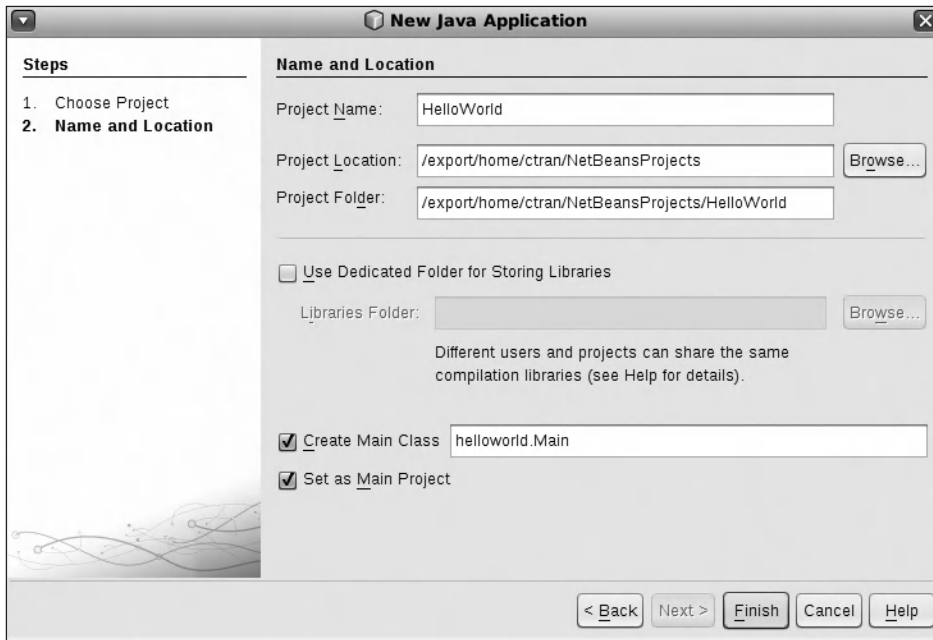 New Java Application
Steps
1. Choose Project
2. Name and Location
Name and Location
Project Name: HelloWorld
Project Location: /export/home/ctran/NetBeansProjects Browse...
Project Folder: /export/home/ctran/NetBeansProjects/HelloWorld
Use Dedicated Folder for Storing Libraries
Libraries Folder: Browse...
Different users and projects can share the same
compilation libraries (see Help for details).
Create Main Class helloworld.Main
Set as Main Project
< Back Next > Finish Cancel Help